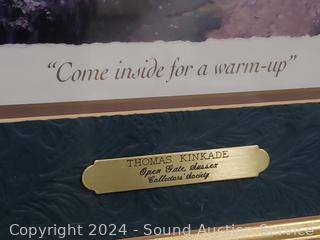 "Come inside for a warm-up"
THOMAS KINKADE
Open Gate, Sussex
Collectors' Society
Copyright 2024 - Sound Auction Service